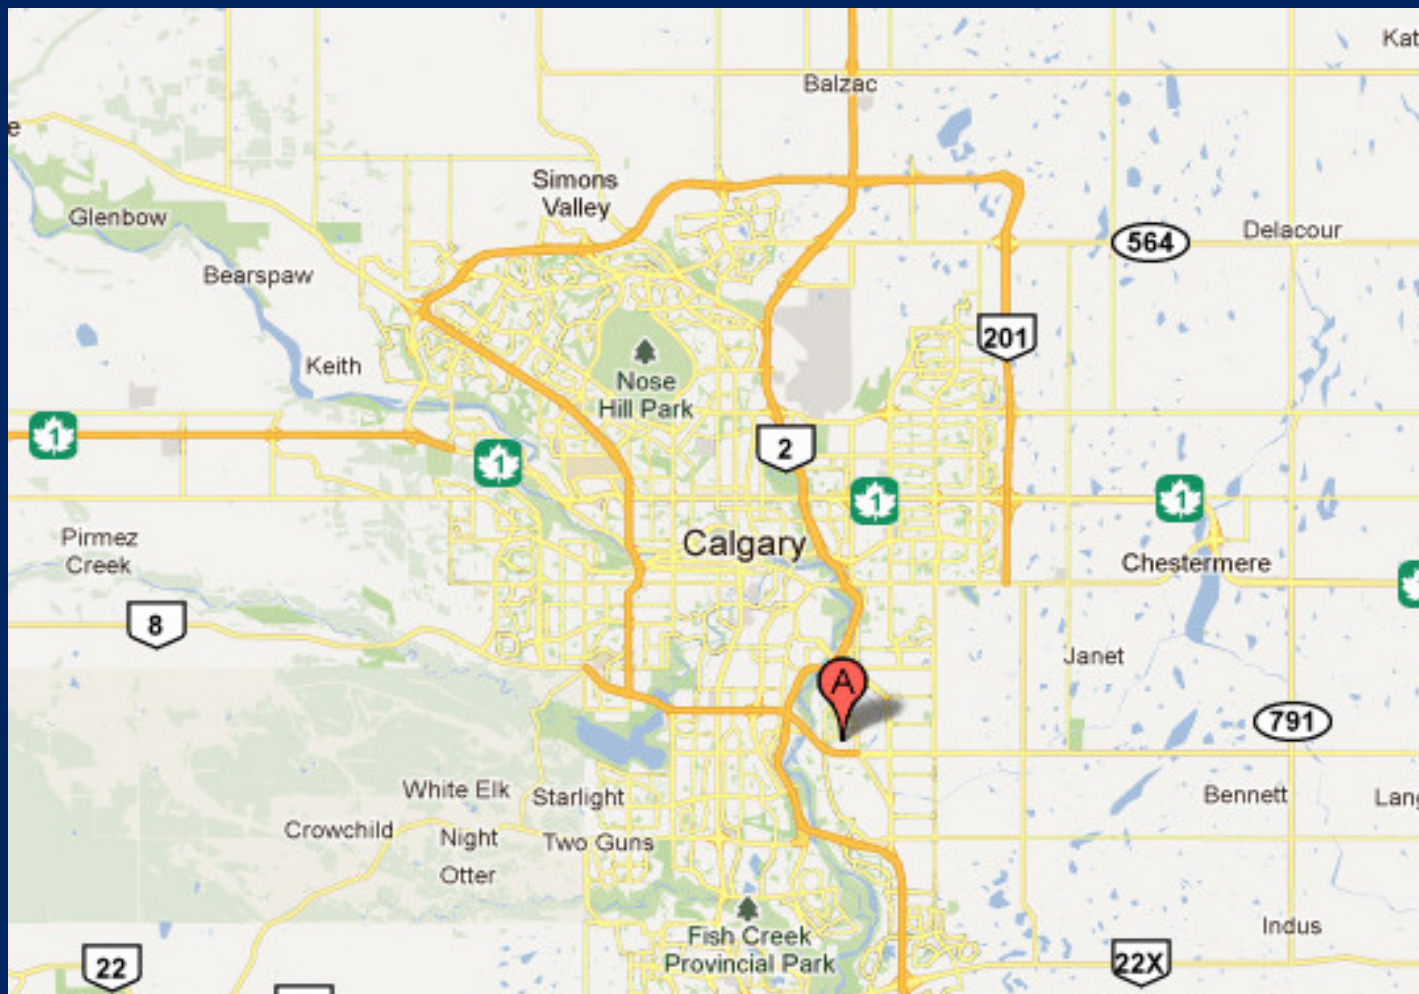 Kat
Balzac
e
Simons
Valley
Glenbow
564
Delacour
Bearspaw
201
Keith
Nose
Hill Park
1
2
1
1
1
Pirmez
Creek
Calgary
Chestermere
8
Janet
A
791
White Elk
Starlight
Bennett
Lang
Crowchild
Night
Two Guns
Otter
Indus
Fish Creek
Provincial Park
22
22X